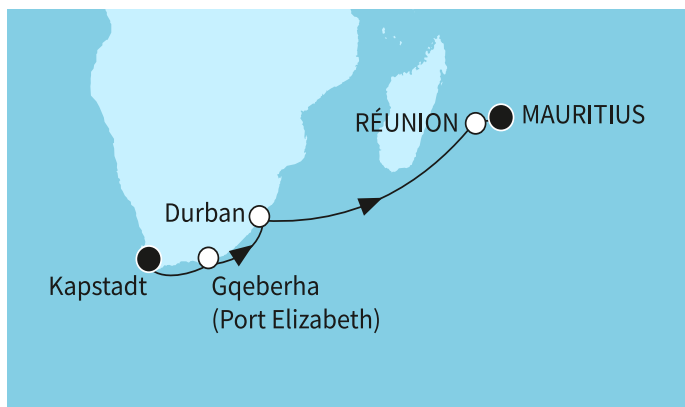 RÉUNION
MAURITIUS
Durban
Kapstadt
Gqeberha
(Port Elizabeth)